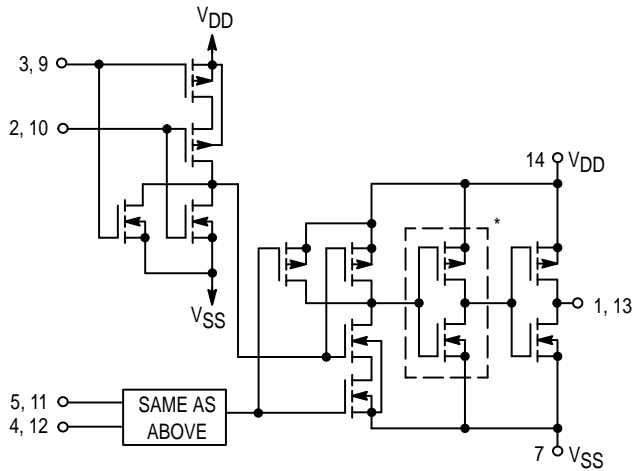 VDD
3, 9
2, 10
14 VDD
*
VSS
1, 13
5, 11
4, 12
SAME AS
ABOVE
7 VSS